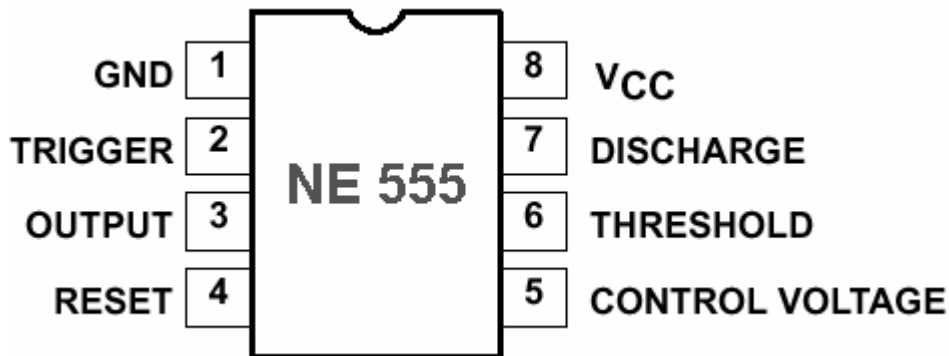 GND 1 8 VCC
TRIGGER 2 7 DISCHARGE
NE 555
OUTPUT 3 6 THRESHOLD
RESET 4 5 CONTROL VOLTAGE